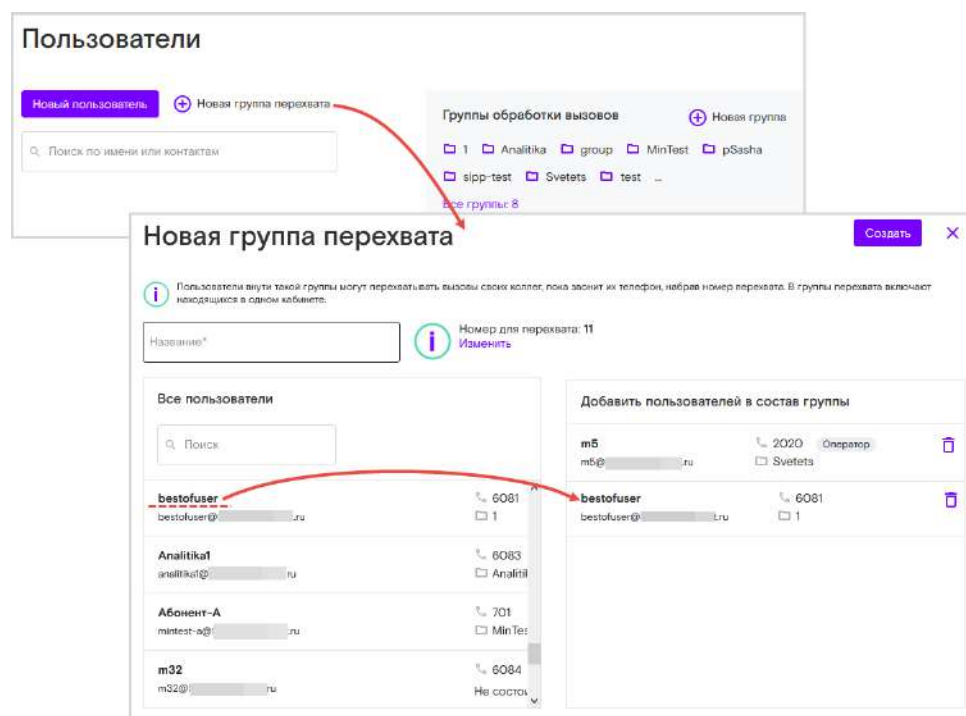 Пользователи
Новый пользователь
Новая группа перехвата
Поиск по имени или контактам
Группы обработки вызовов
Новая группа
1 Analitika group MinTest pSasha
sipp-test Svetets test ...
Все группы: 8
Новая группа перехвата
Создать
Пользователи внути такой группы могут перехватывать вызовы своих коллег, пока звонит их телефон, набрав номер перехвата. В группы перехвата включают
находящихся в одном кабинете.
Название*
Номер для перехвата: 11
Изменить
Все пользователи
Поиск
bestofuser 6081
bestofuser@ .ru 1
Analitika1 6083
analitika1@ ru Analitil
Абонент-А 701
mintest-a@ .ru MinTes
m32 6084
m32@ ru Не состоы
Добавить пользователей в состав группы
m5 2020 Оператор
m5@ .ru Svetets
bestofuser 6081
bestofuser@ t.ru 1